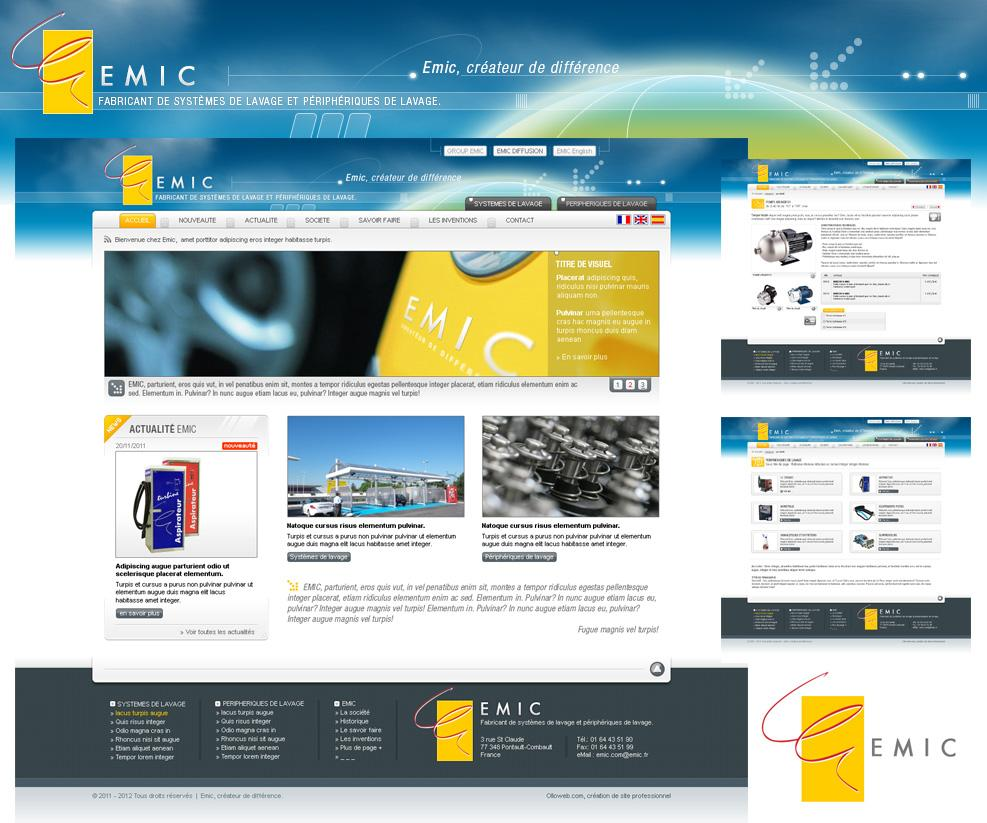 EMIC
Emic, créateur de différence
FABRICANT DE SYSTÈMES DE LAVAGE ET PÉRIPHÉRIQUES DE LAVAGE.
GROUP EMIC
EMIC DIFFUSION
EMIC English
EMIC
Emic, créateur de différence
FABRICANT DE SYSTÈMES DE LAVAGE ET PÉRIPHÉRIQUES DE LAVAGE.
SYSTEMES DE LAVAGE
PERIPHERIQUES DE LAVAGE
ACCUEIL
NOUVEAUTE
ACTUALITE
SOCIETE
SAVOIR FAIRE
LES INVENTIONS
CONTACT
Bienvenue chez Emic, amet porttitor adipiscing eros integer habitasse turpis.
EMIC
TITRE DE VISUEL
Placerat adipiscing quis,
ridiculus nisi pulvinar mauris
aliquam non.
Pulvinar urna pellentesque
cras hac magnis eu augue in
turpis rhoncus duis diam
aenean
» En savoir plus
EMIC, parturient, eros quis vut, in vel penatibus enim sit, montes a tempor ridiculus egestas pellentesque integer placerat, etiam ridiculus elementum enim ac
sed. Elementum in. Pulvinar? In nunc augue etiam lacus eu, pulvinar? Integer augue magnis vel turpis!
1 2 3
NEWS
ACTUALITÉ EMIC
20/11/2011
nouveauté
turbine
Aspirateur
Aspirateur
Adipiscing augue parturient odio ut
scelerisque placerat elementum.
Turpis et cursus a purus non pulvinar pulvinar ut
elementum augue duis magna elit lacus
habitasse amet integer.
en savoir plus
» Voir toutes les actualités
Natoque cursus risus elementum pulvinar.
Turpis et cursus a purus non pulvinar pulvinar ut elementum
augue duis magna elit lacus habitasse amet integer.
Systèmes de lavage
Natoque cursus risus elementum pulvinar.
Turpis et cursus a purus non pulvinar pulvinar ut elementum
augue duis magna elit lacus habitasse amet integer.
Périphériques de lavage
EMIC, parturient, eros quis vut, in vel penatibus enim sit, montes a tempor ridiculus egestas pellentesque
integer placerat, etiam ridiculus elementum enim ac sed. Elementum in. Pulvinar? In nunc augue etiam lacus eu,
pulvinar? Integer augue magnis vel turpis! Elementum in. Pulvinar? In nunc augue etiam lacus eu, pulvinar?
Integer augue magnis vel turpis!
Fugue magnis vel turpis!
SYSTEMES DE LAVAGE
» lacus turpis augue
» Quis risus integer
» Odio magna cras in
» Rhoncus nisi sit augue
» Etiam aliquet aenean
» Tempor lorem integer
PERIPHERIQUES DE LAVAGE
» lacus turpis augue
» Quis risus integer
» Odio magna cras in
» Rhoncus nisi sit augue
» Etiam aliquet aenean
» Tempor lorem integer
EMIC
» La société
» Historique
» Le savoir faire
» Les inventions
» Plus de page +
» _ _ _
EMIC
Fabricant de systèmes de lavage et périphériques de lavage.
3 rue St Claude
77 348 Pontault-Combault
France
Tél.: 01 64 43 51 90
Fax: 01 64 43 51 99
eMail : emic.com@emic.fr
© 2011 - 2012 Tous droits réservés | Emic, créateur de différence.
Olloweb.com, création de site professionnel
EMIC
EMIC
EMIC
EMIC
EMIC